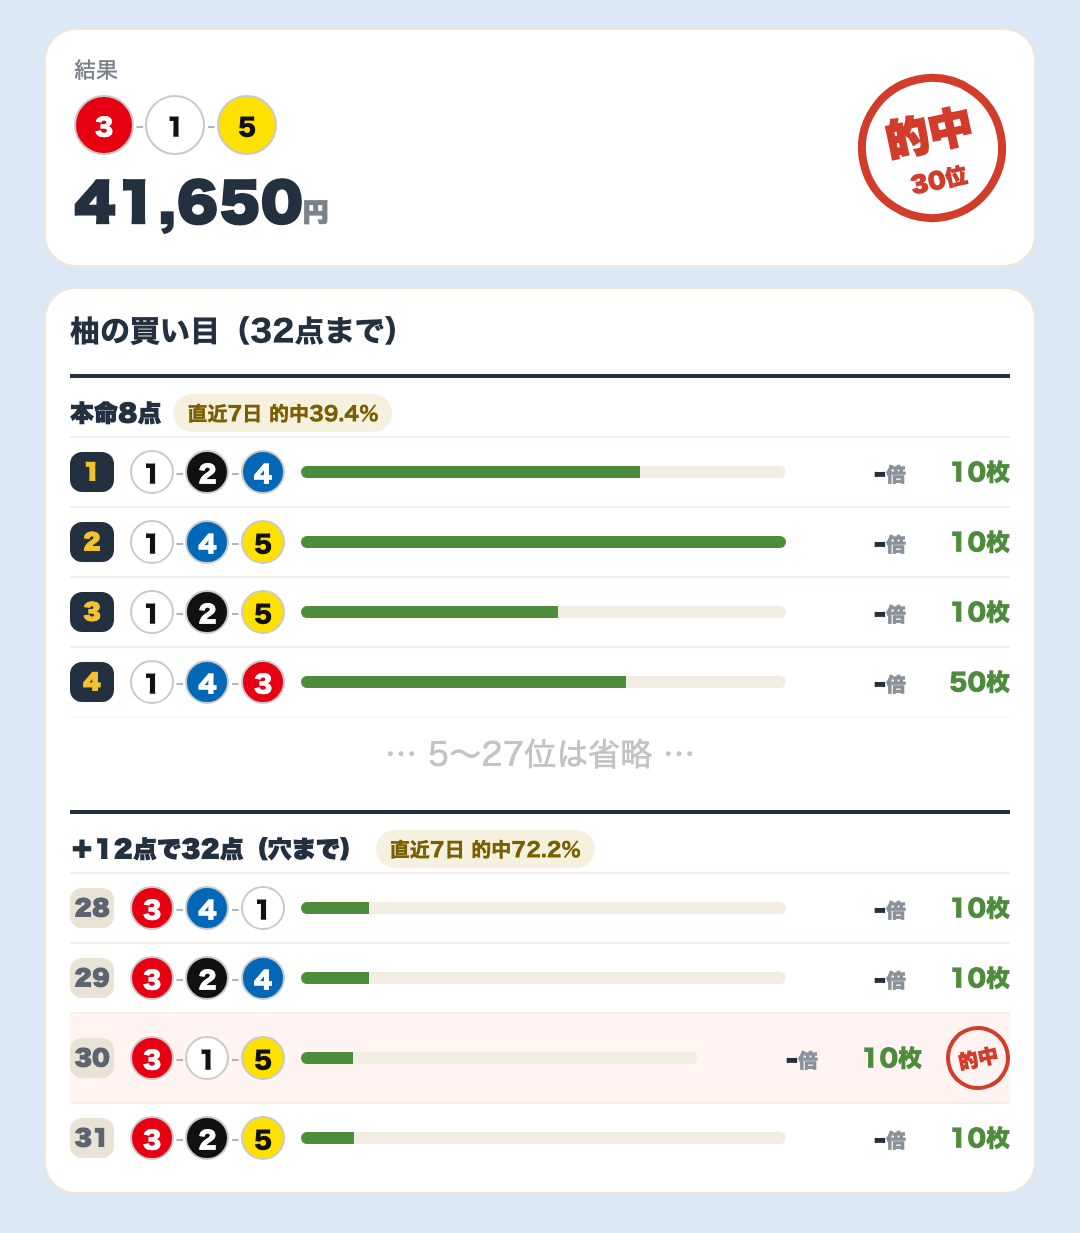 結果
3-1-5
41,650円
的中
30位
柚の買い目（32点まで）
本命8点 直近7日 的中39.4%
1 1-2-4 -倍 10枚
2 1-4-5 -倍 10枚
3 1-2-5 -倍 10枚
4 1-4-3 -倍 50枚
… 5〜27位は省略 …
+12点で32点（穴まで） 直近7日 的中72.2%
28 3-4-1 -倍 10枚
29 3-2-4 -倍 10枚
30 3-1-5 -倍 10枚 的中
31 3-2-5 -倍 10枚